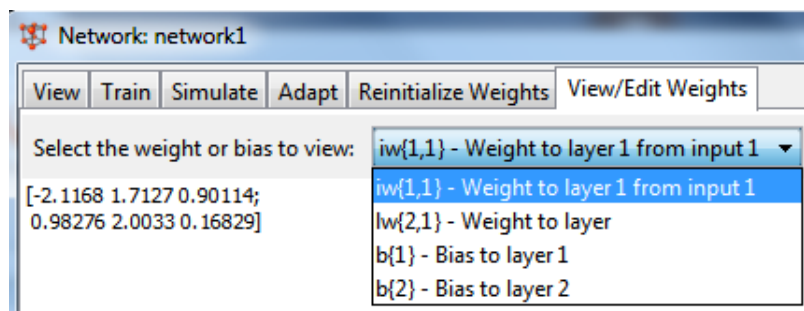 Network: network1
View Train Simulate Adapt Reinitialize Weights View/Edit Weights
Select the weight or bias to view: iw{1,1} - Weight to layer 1 from input 1
[-2.1168 1.7127 0.90114;
0.98276 2.0033 0.16829]
iw{1,1} - Weight to layer 1 from input 1
lw{2,1} - Weight to layer
b{1} - Bias to layer 1
b{2} - Bias to layer 2